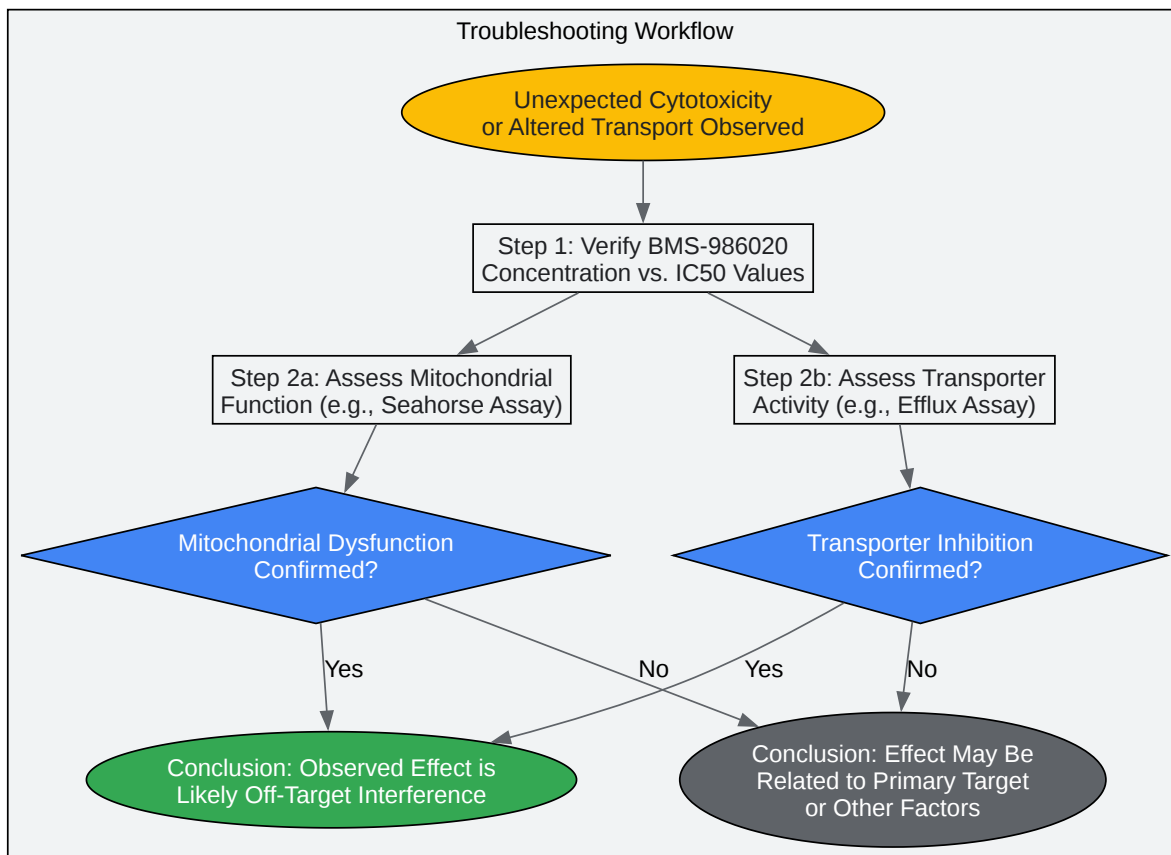 Troubleshooting Workflow
Unexpected Cytotoxicity
or Altered Transport Observed
Step 1: Verify BMS-986020
Concentration vs. IC50 Values
Step 2a: Assess Mitochondrial
Function (e.g., Seahorse Assay)
Step 2b: Assess Transporter
Activity (e.g., Efflux Assay)
Mitochondrial Dysfunction
Confirmed?
Transporter Inhibition
Confirmed?
Yes
No
Yes
No
Conclusion: Observed Effect is
Likely Off-Target Interference
Conclusion: Effect May Be
Related to Primary Target
or Other Factors